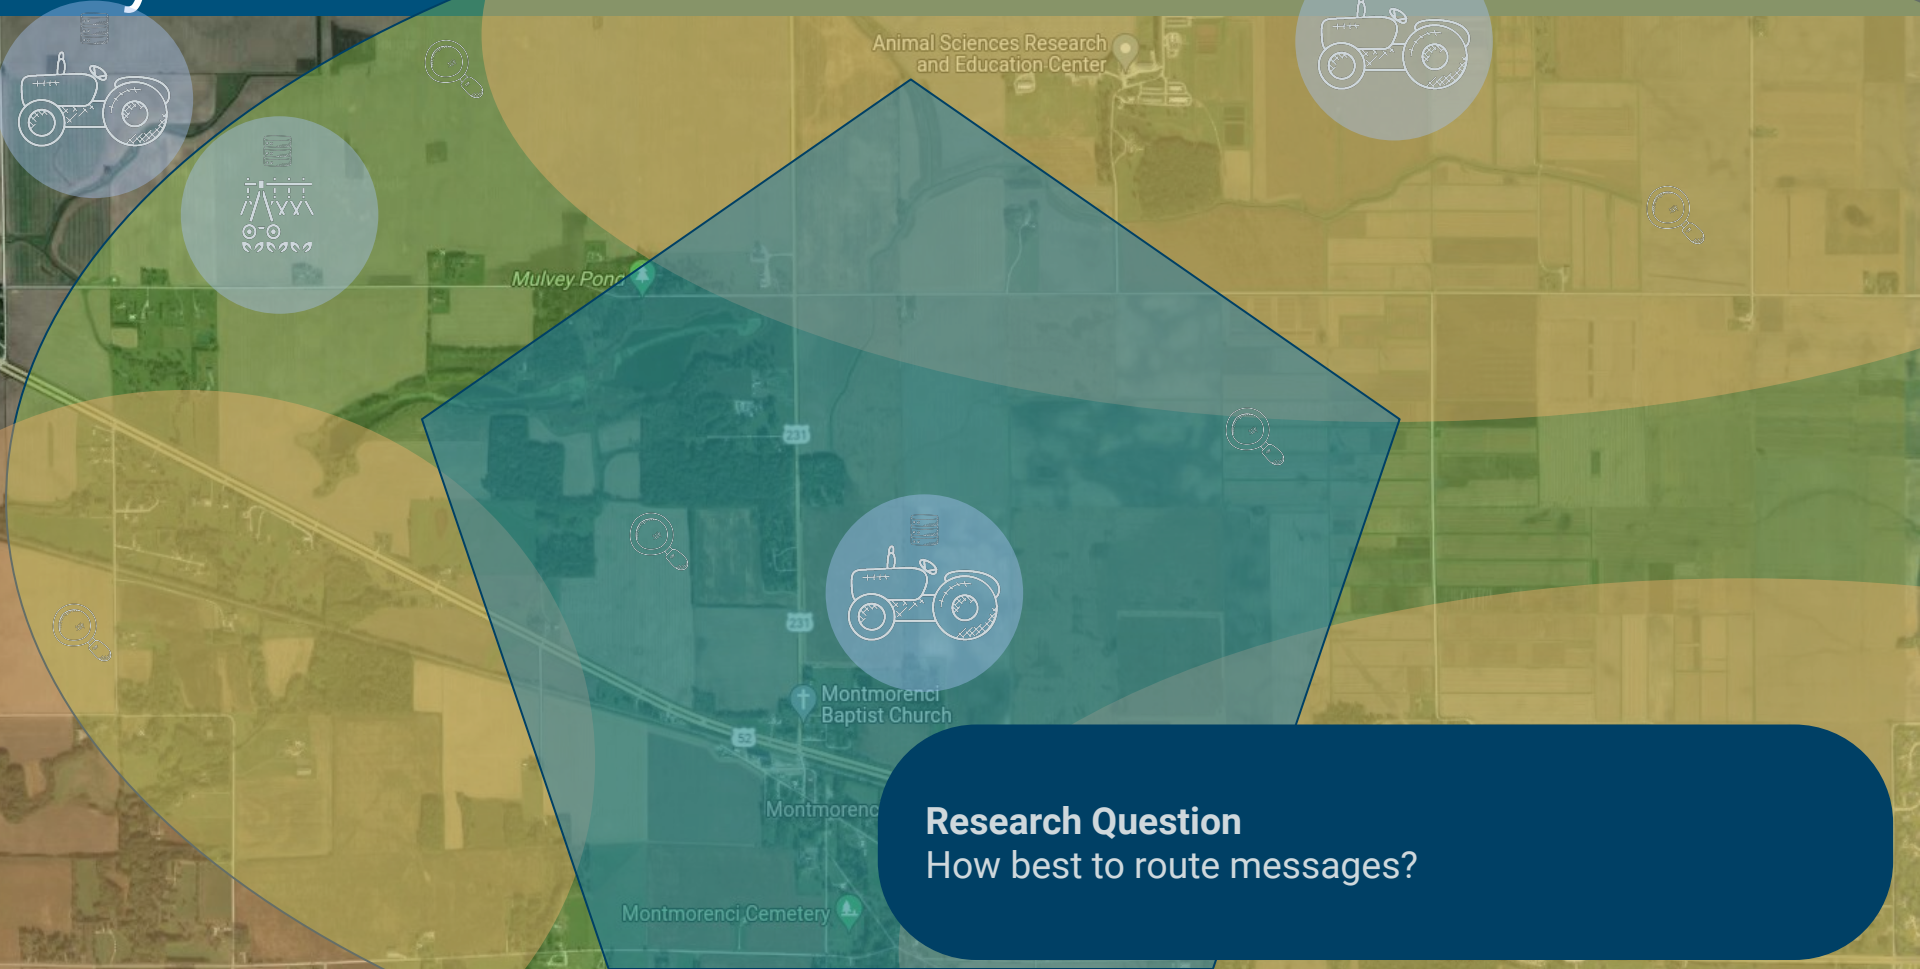 Animal Sciences Research
and Education Center
Mulvey Pond
231
231
Montmorenci
Baptist Church
52
Montmorenc
Research Question
How best to route messages?
Montmorenci Cemetery